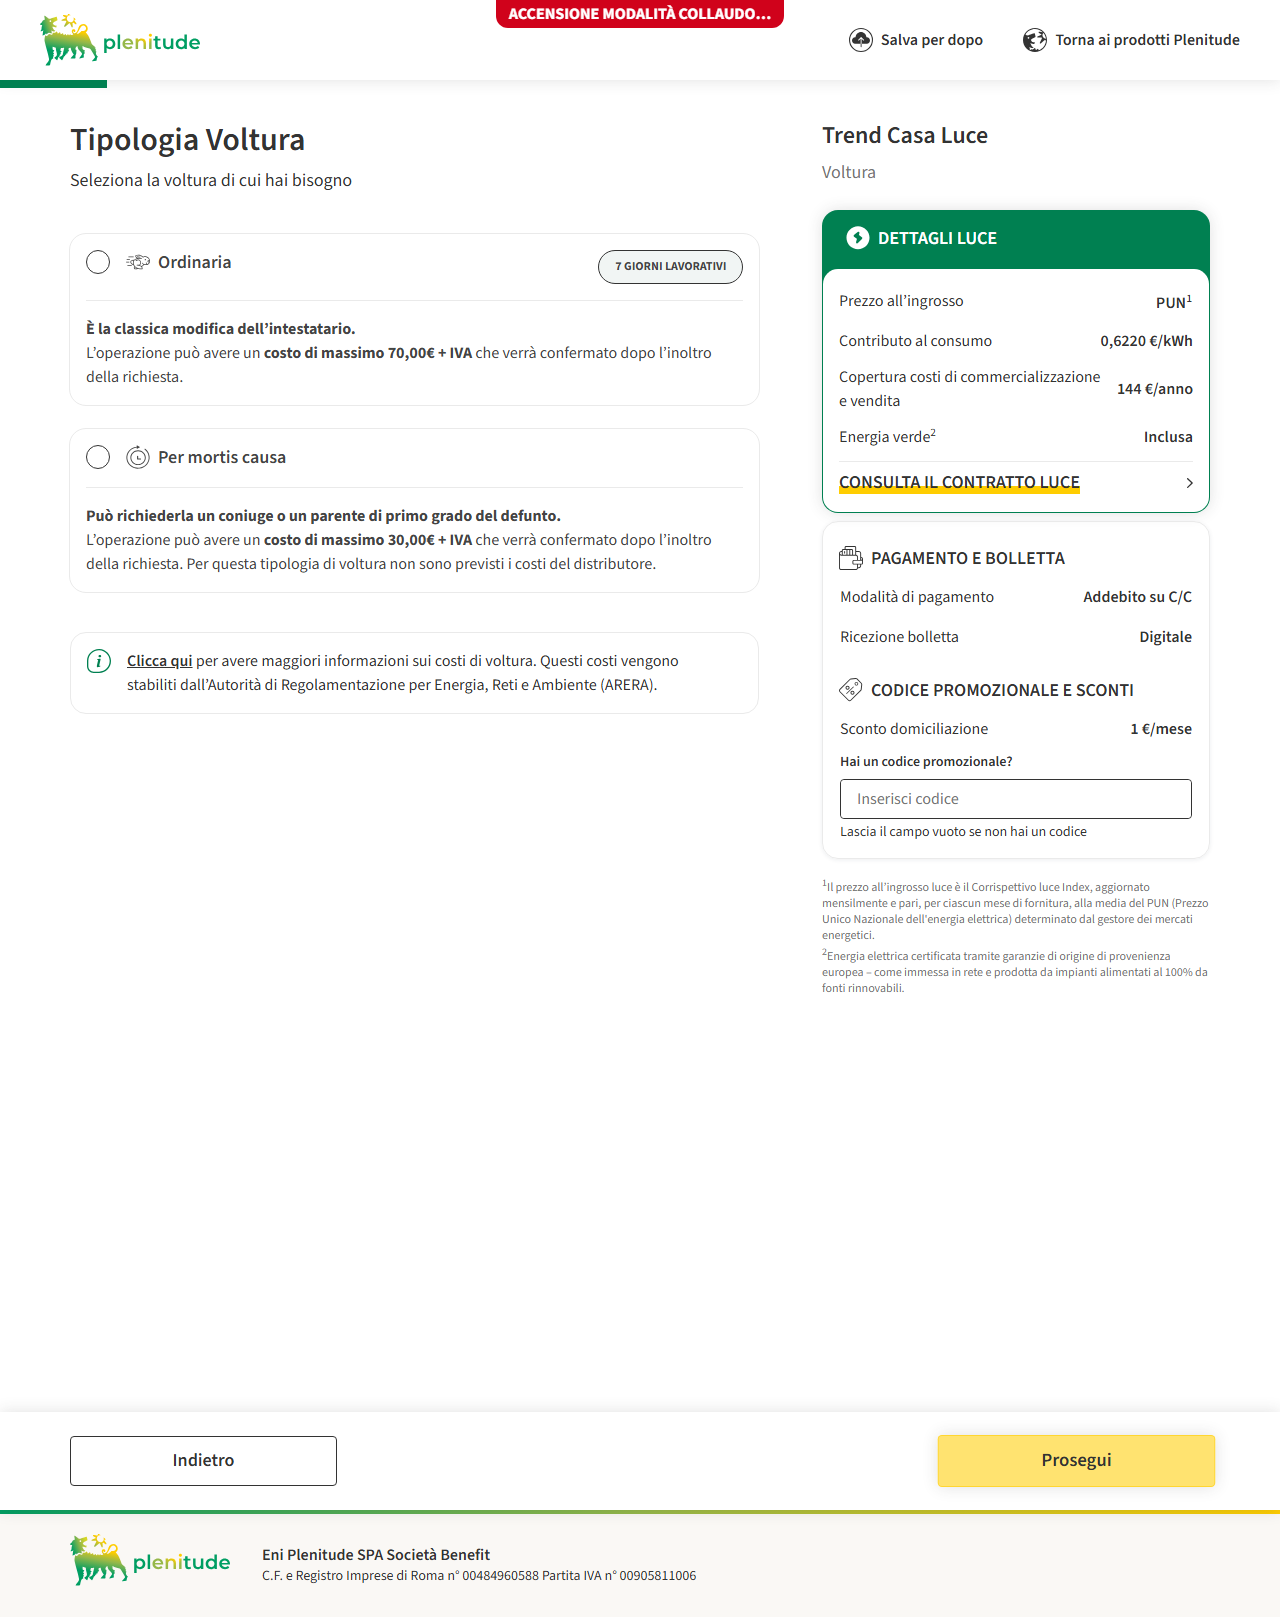 ACCENSIONE MODALITÀ COLLAUDO...
plenitude
Salva per dopo
Torna ai prodotti Plenitude
Tipologia Voltura
Seleziona la voltura di cui hai bisogno
Ordinaria
7 GIORNI LAVORATIVI
È la classica modifica dell’intestatario.
L’operazione può avere un costo di massimo 70,00€ + IVA che verrà confermato dopo l’inoltro
della richiesta.
Per mortis causa
Può richiederla un coniuge o un parente di primo grado del defunto.
L’operazione può avere un costo di massimo 30,00€ + IVA che verrà confermato dopo l’inoltro
della richiesta. Per questa tipologia di voltura non sono previsti i costi del distributore.
Clicca qui per avere maggiori informazioni sui costi di voltura. Questi costi vengono
stabiliti dall’Autorità di Regolamentazione per Energia, Reti e Ambiente (ARERA).
Trend Casa Luce
Voltura
DETTAGLI LUCE
Prezzo all’ingrosso PUN¹
Contributo al consumo 0,6220 €/kWh
Copertura costi di commercializzazione
e vendita 144 €/anno
Energia verde² Inclusa
CONSULTA IL CONTRATTO LUCE
PAGAMENTO E BOLLETTA
Modalità di pagamento Addebito su C/C
Ricezione bolletta Digitale
CODICE PROMOZIONALE E SCONTI
Sconto domiciliazione 1 €/mese
Hai un codice promozionale?
Inserisci codice
Lascia il campo vuoto se non hai un codice
¹Il prezzo all’ingrosso luce è il Corrispettivo luce Index, aggiornato
mensilmente e pari, per ciascun mese di fornitura, alla media del PUN (Prezzo
Unico Nazionale dell'energia elettrica) determinato dal gestore dei mercati
energetici.
²Energia elettrica certificata tramite garanzie di origine di provenienza
europea – come immessa in rete e prodotta da impianti alimentati al 100% da
fonti rinnovabili.
Indietro
Prosegui
plenitude
Eni Plenitude SPA Società Benefit
C.F. e Registro Imprese di Roma n° 00484960588 Partita IVA n° 00905811006